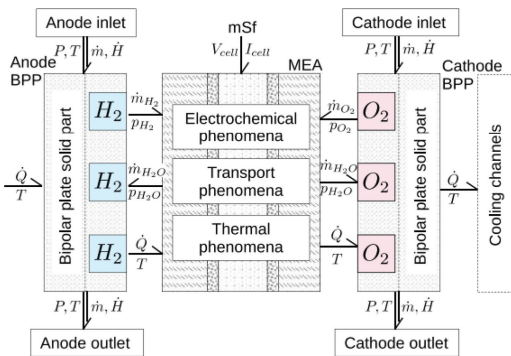 Anode inlet
mSf
Cathode inlet
P, T ṁ, Ḣ
V_cell I_cell
P, T ṁ, Ḣ
Anode
BPP
MEA
Cathode
BPP
Bipolar plate solid part
H₂
ṁ_H₂
p_H₂
Electrochemical
phenomena
ṁ_O₂
p_O₂
O₂
Bipolar plate solid part
Cooling channels
Q̇
T
H₂
ṁ_H₂O
p_H₂O
Transport
phenomena
ṁ_H₂O
p_H₂O
O₂
Q̇
T
H₂
Q̇
T
Thermal
phenomena
Q̇
T
O₂
P, T ṁ, Ḣ
P, T ṁ, Ḣ
Anode outlet
Cathode outlet